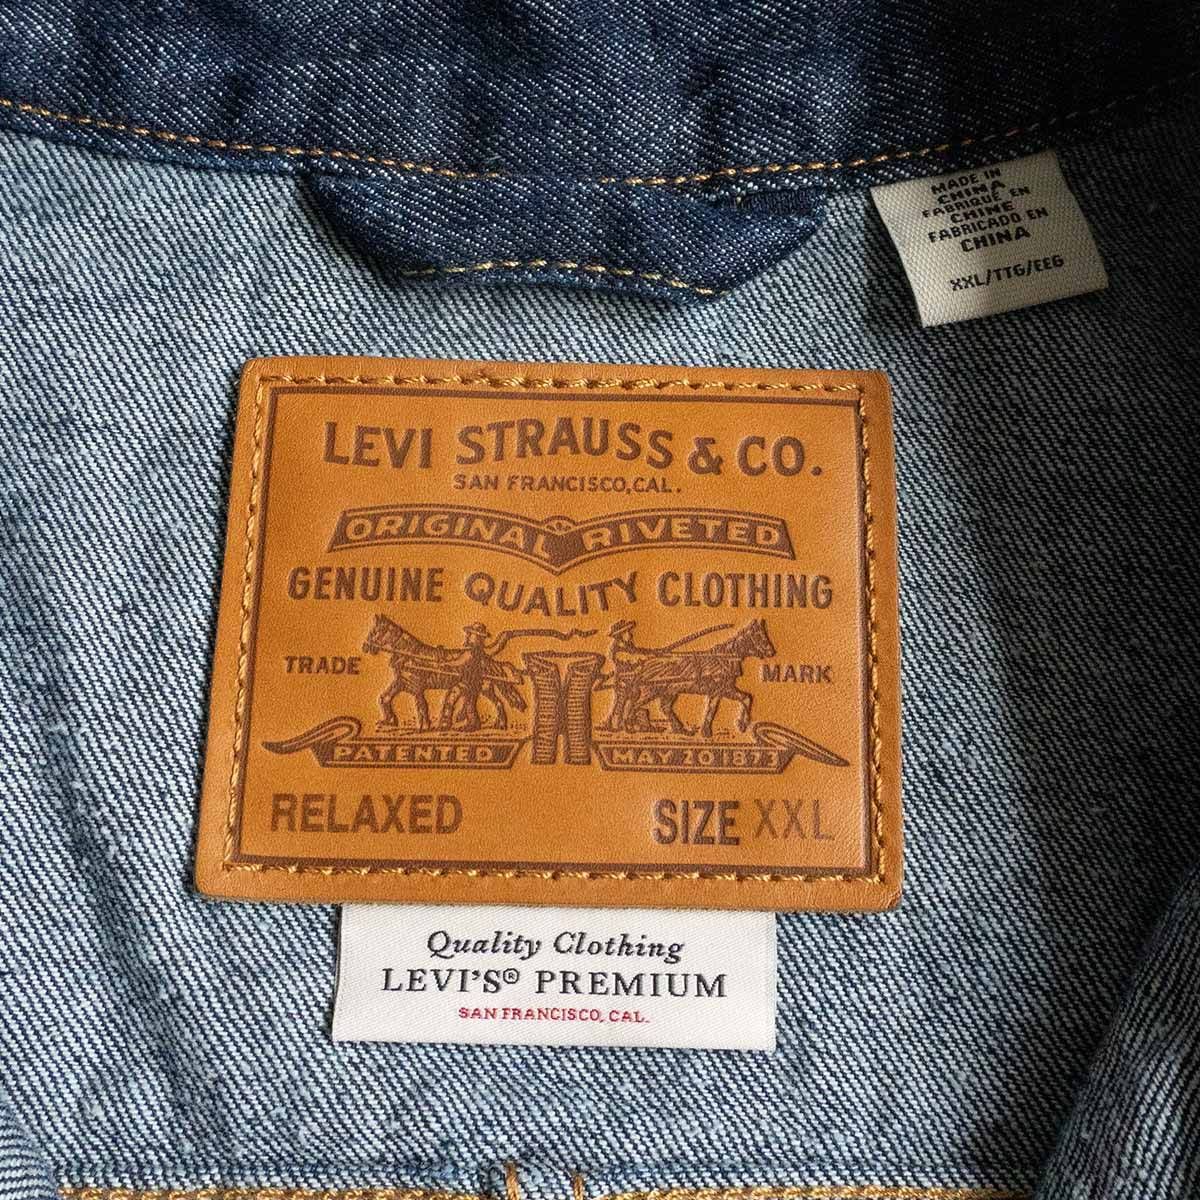 MADE IN
CHINA
FABRIQUÉ EN
CHINE
FABRICADO EN
CHINA
XXL/TTG/EEG
LEVI STRAUSS & CO.
SAN FRANCISCO, CAL.
ORIGINAL RIVETED
GENUINE QUALITY CLOTHING
TRADE MARK
PATENTED MAY 20 1873
RELAXED SIZE XXL
Quality Clothing
LEVI'S® PREMIUM
SAN FRANCISCO, CAL.